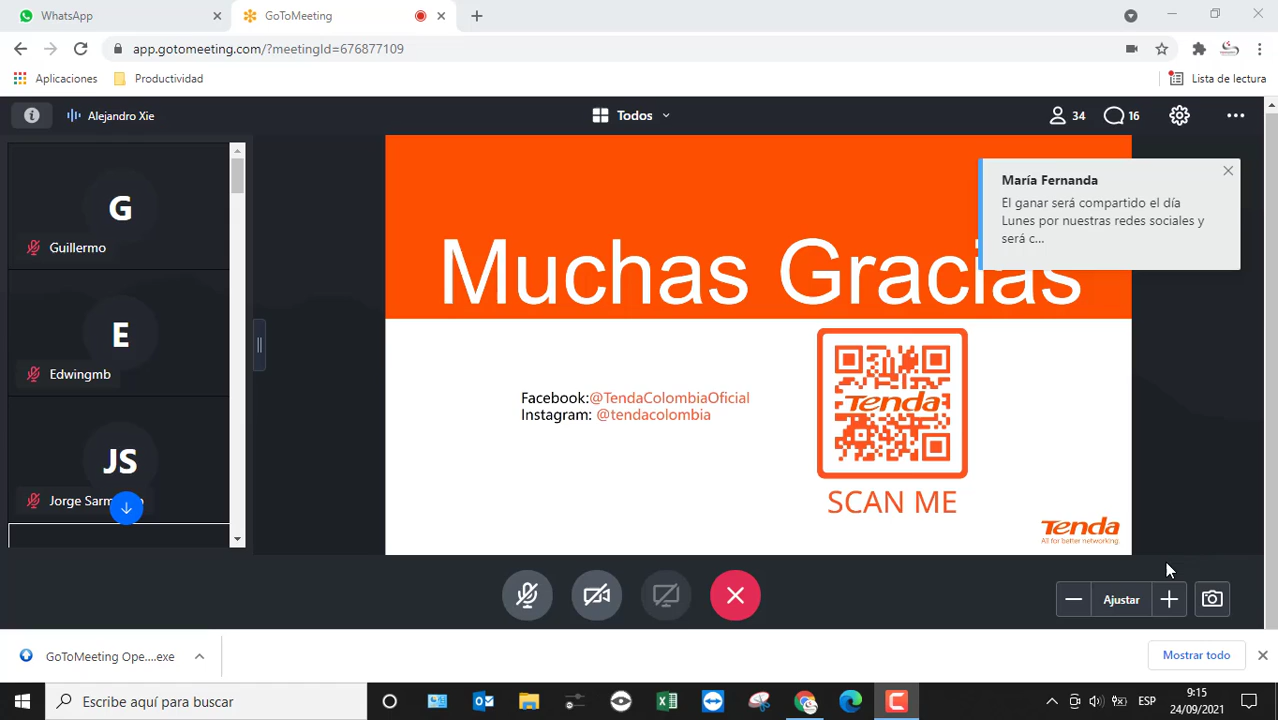 WhatsApp
GoToMeeting
app.gotomeeting.com/?meetingId=676877109
Aplicaciones
Productividad
Lista de lectura
Alejandro Xie
Todos
34
16
G
Guillermo
E
Edwingmb
JS
Jorge Sarm
María Fernanda
El ganar será compartido el día
Lunes por nuestras redes sociales y
será c...
Muchas Gracias
Facebook:@TendaColombiaOficial
Instagram: @tendacolombia
Tenda
SCAN ME
Tenda
All for better networking
Ajustar
GoToMeeting Ope....exe
Mostrar todo
Escribe aquí para buscar
ESP
9:15
24/09/2021